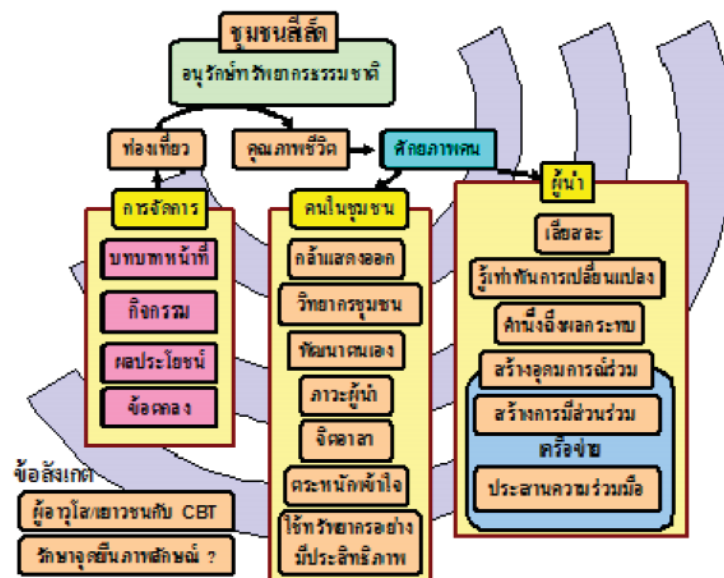 ชุมชนสี่เล็ด
อนุรักษ์ทรัพยากรธรรมชาติ
ท่องเที่ยว
คุณภาพชีวิต
ศักยภาพคน
การจัดการ
บทบาทหน้าที่
กิจกรรม
ผลประโยชน์
ข้อตกลง
คนในชุมชน
กล้าแสดงออก
วิทยากรชุมชน
พัฒนาตนเอง
ภาวะผู้นำ
จิตอาสา
ตระหนัก/เข้าใจ
ใช้ทรัพยากรอย่าง
มีประสิทธิภาพ
ผู้นำ
เสียสละ
รู้เท่าทันการเปลี่ยนแปลง
คำนึงถึงผลกระทบ
สร้างอุดมการณ์ร่วม
สร้างการมีส่วนร่วม
เครือข่าย
ประสานความร่วมมือ
ข้อสังเกต
ผู้อาวุโส/เยาวชนกับ CBT
รักษาจุดยืนภาพลักษณ์ ?